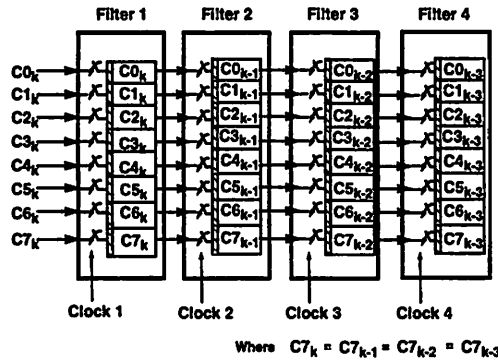 Filter 1 Filter 2 Filter 3 Filter 4
C0k C0k C0k-1 C0k-2 C0k-3
C1k C1k C1k-1 C1k-2 C1k-3
C2k C2k C2k-1 C2k-2 C2k-3
C3k C3k C3k-1 C3k-2 C3k-3
C4k C4k C4k-1 C4k-2 C4k-3
C5k C5k C5k-1 C5k-2 C5k-3
C6k C6k C6k-1 C6k-2 C6k-3
C7k C7k C7k-1 C7k-2 C7k-3
Clock 1 Clock 2 Clock 3 Clock 4
Where C7k = C7k-1 = C7k-2 = C7k-3